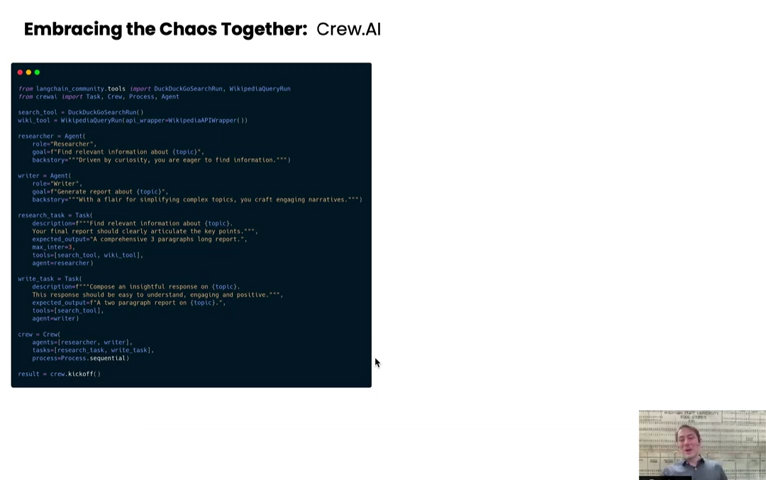 Embracing the Chaos Together: Crew.AI
from langchain_community.tools import DuckDuckGoSearchRun, WikipediaQueryRun
from crewai import Task, Crew, Process, Agent
search_tool = DuckDuckGoSearchRun()
wiki_tool = WikipediaQueryRun(api_wrapper=WikipediaAPIWrapper())
researcher = Agent(
role="Researcher",
goal=f"Find relevant information about {topic}",
backstory="""Driven by curiosity, you are eager to find information.""")
writer = Agent(
role="Writer",
goal=f"Generate report about {topic}",
backstory="""With a flair for simplifying complex topics, you craft engaging narratives.""")
research_task = Task(
description=f"""Find relevant information about {topic}.
Your final report should clearly articulate the key points.""",
expected_output="A comprehensive 3 paragraphs long report.",
max_inter=3,
tools=[search_tool, wiki_tool],
agent=researcher)
write_task = Task(
description=f"""Compose an insightful response on {topic}.
This response should be easy to understand, engaging and positive.""",
expected_output=f"A two paragraph report on {topic}.",
tools=[search_tool],
agent=writer)
crew = Crew(
agents=[researcher, writer],
tasks=[research_task, write_task],
process=Process.sequential)
result = crew.kickoff()